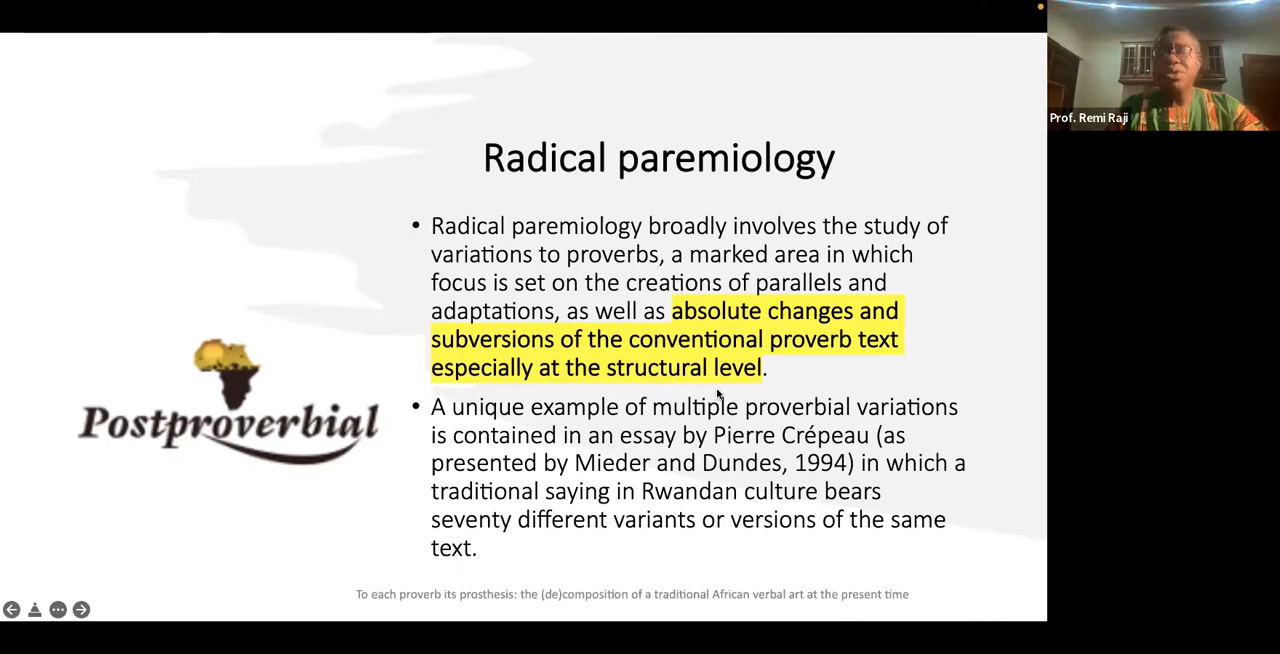 Prof. Remi Raji
Radical paremiology
• Radical paremiology broadly involves the study of
variations to proverbs, a marked area in which
focus is set on the creations of parallels and
adaptations, as well as absolute changes and
subversions of the conventional proverb text
especially at the structural level.
• A unique example of multiple proverbial variations
is contained in an essay by Pierre Crépeau (as
presented by Mieder and Dundes, 1994) in which a
traditional saying in Rwandan culture bears
seventy different variants or versions of the same
text.
Postproverbial
To each proverb its prosthesis: the (de)composition of a traditional African verbal art at the present time